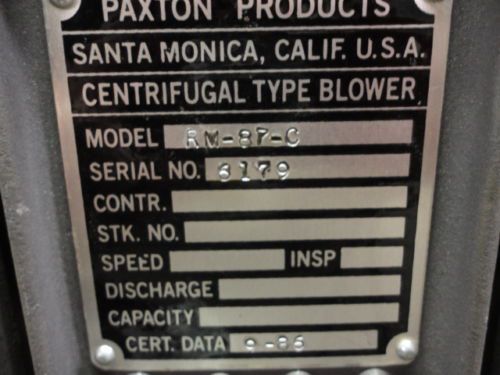 PAXTON PRODUCTS
SANTA MONICA, CALIF. U.S.A.
CENTRIFUGAL TYPE BLOWER
MODEL RM-87-C
SERIAL NO. 6179
CONTR.
STK. NO.
SPEED INSP
DISCHARGE
CAPACITY
CERT. DATA 9-86